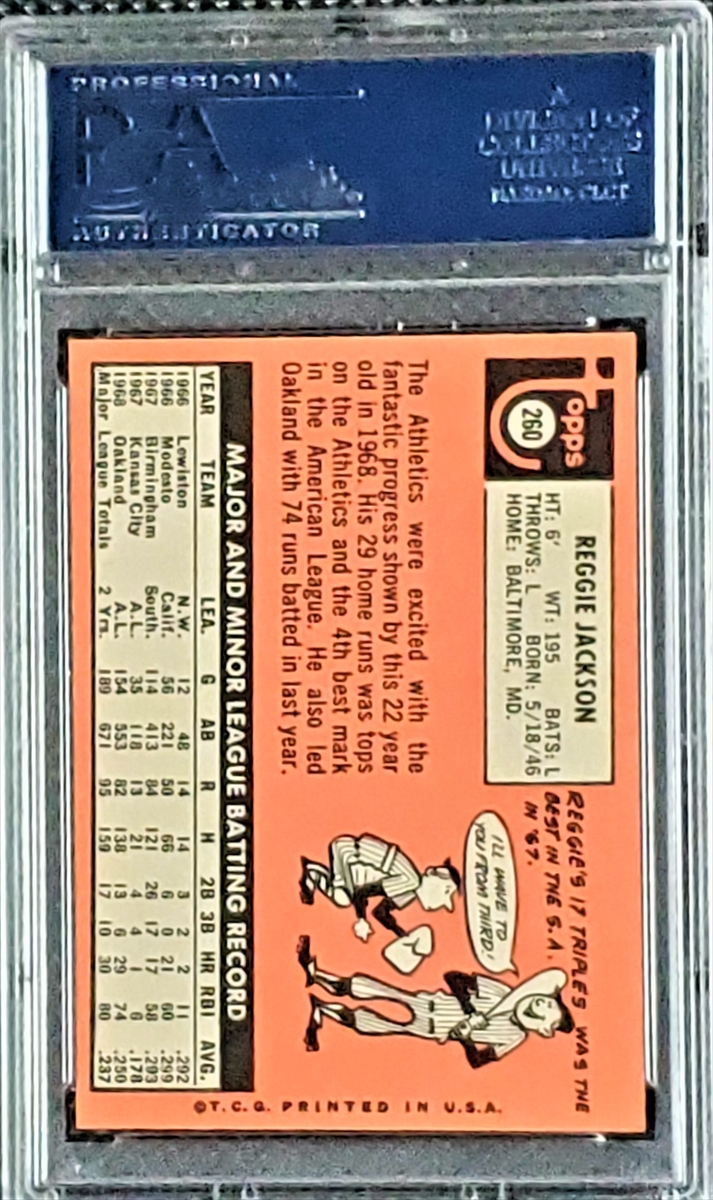 PROFESSIONAL
AUTHENTICATOR
A
DIVISION OF
COLLECTORS
UNIVERSE
NASDAQ: CLCT
Topps
260
REGGIE JACKSON
HT: 6' WT: 195 BATS: L
THROWS: L BORN: 5/18/46
HOME: BALTIMORE, MD.
REGGIE'S 17 TRIPLES WAS THE
BEST IN THE S.A.
IN '67.
I'LL WAVE TO
YOU FROM THIRD!
The Athletics were excited with the
fantastic progress shown by this 22 year
old in 1968. His 29 home runs was tops
on the Athletics and the 4th best mark
in the American League. He also led
Oakland with 74 runs batted in last year.
MAJOR AND MINOR LEAGUE BATTING RECORD
YEAR TEAM LEA. G AB R H 2B 3B HR RBI AVG.
1966 Lewiston N.W. 12 48 14 14 3 2 2 11 .292
1966 Modesto Calif. 56 221 50 66 6 0 21 60 .299
1967 Birmingham South. 114 413 84 121 26 17 17 58 .293
1967 Kansas City A.L. 35 118 13 21 4 4 1 6 .178
1968 Oakland A.L. 154 553 82 138 13 6 29 74 .250
Major League Totals 2 Yrs. 189 671 95 159 17 10 30 80 .237
©T.C.G. PRINTED IN U.S.A.